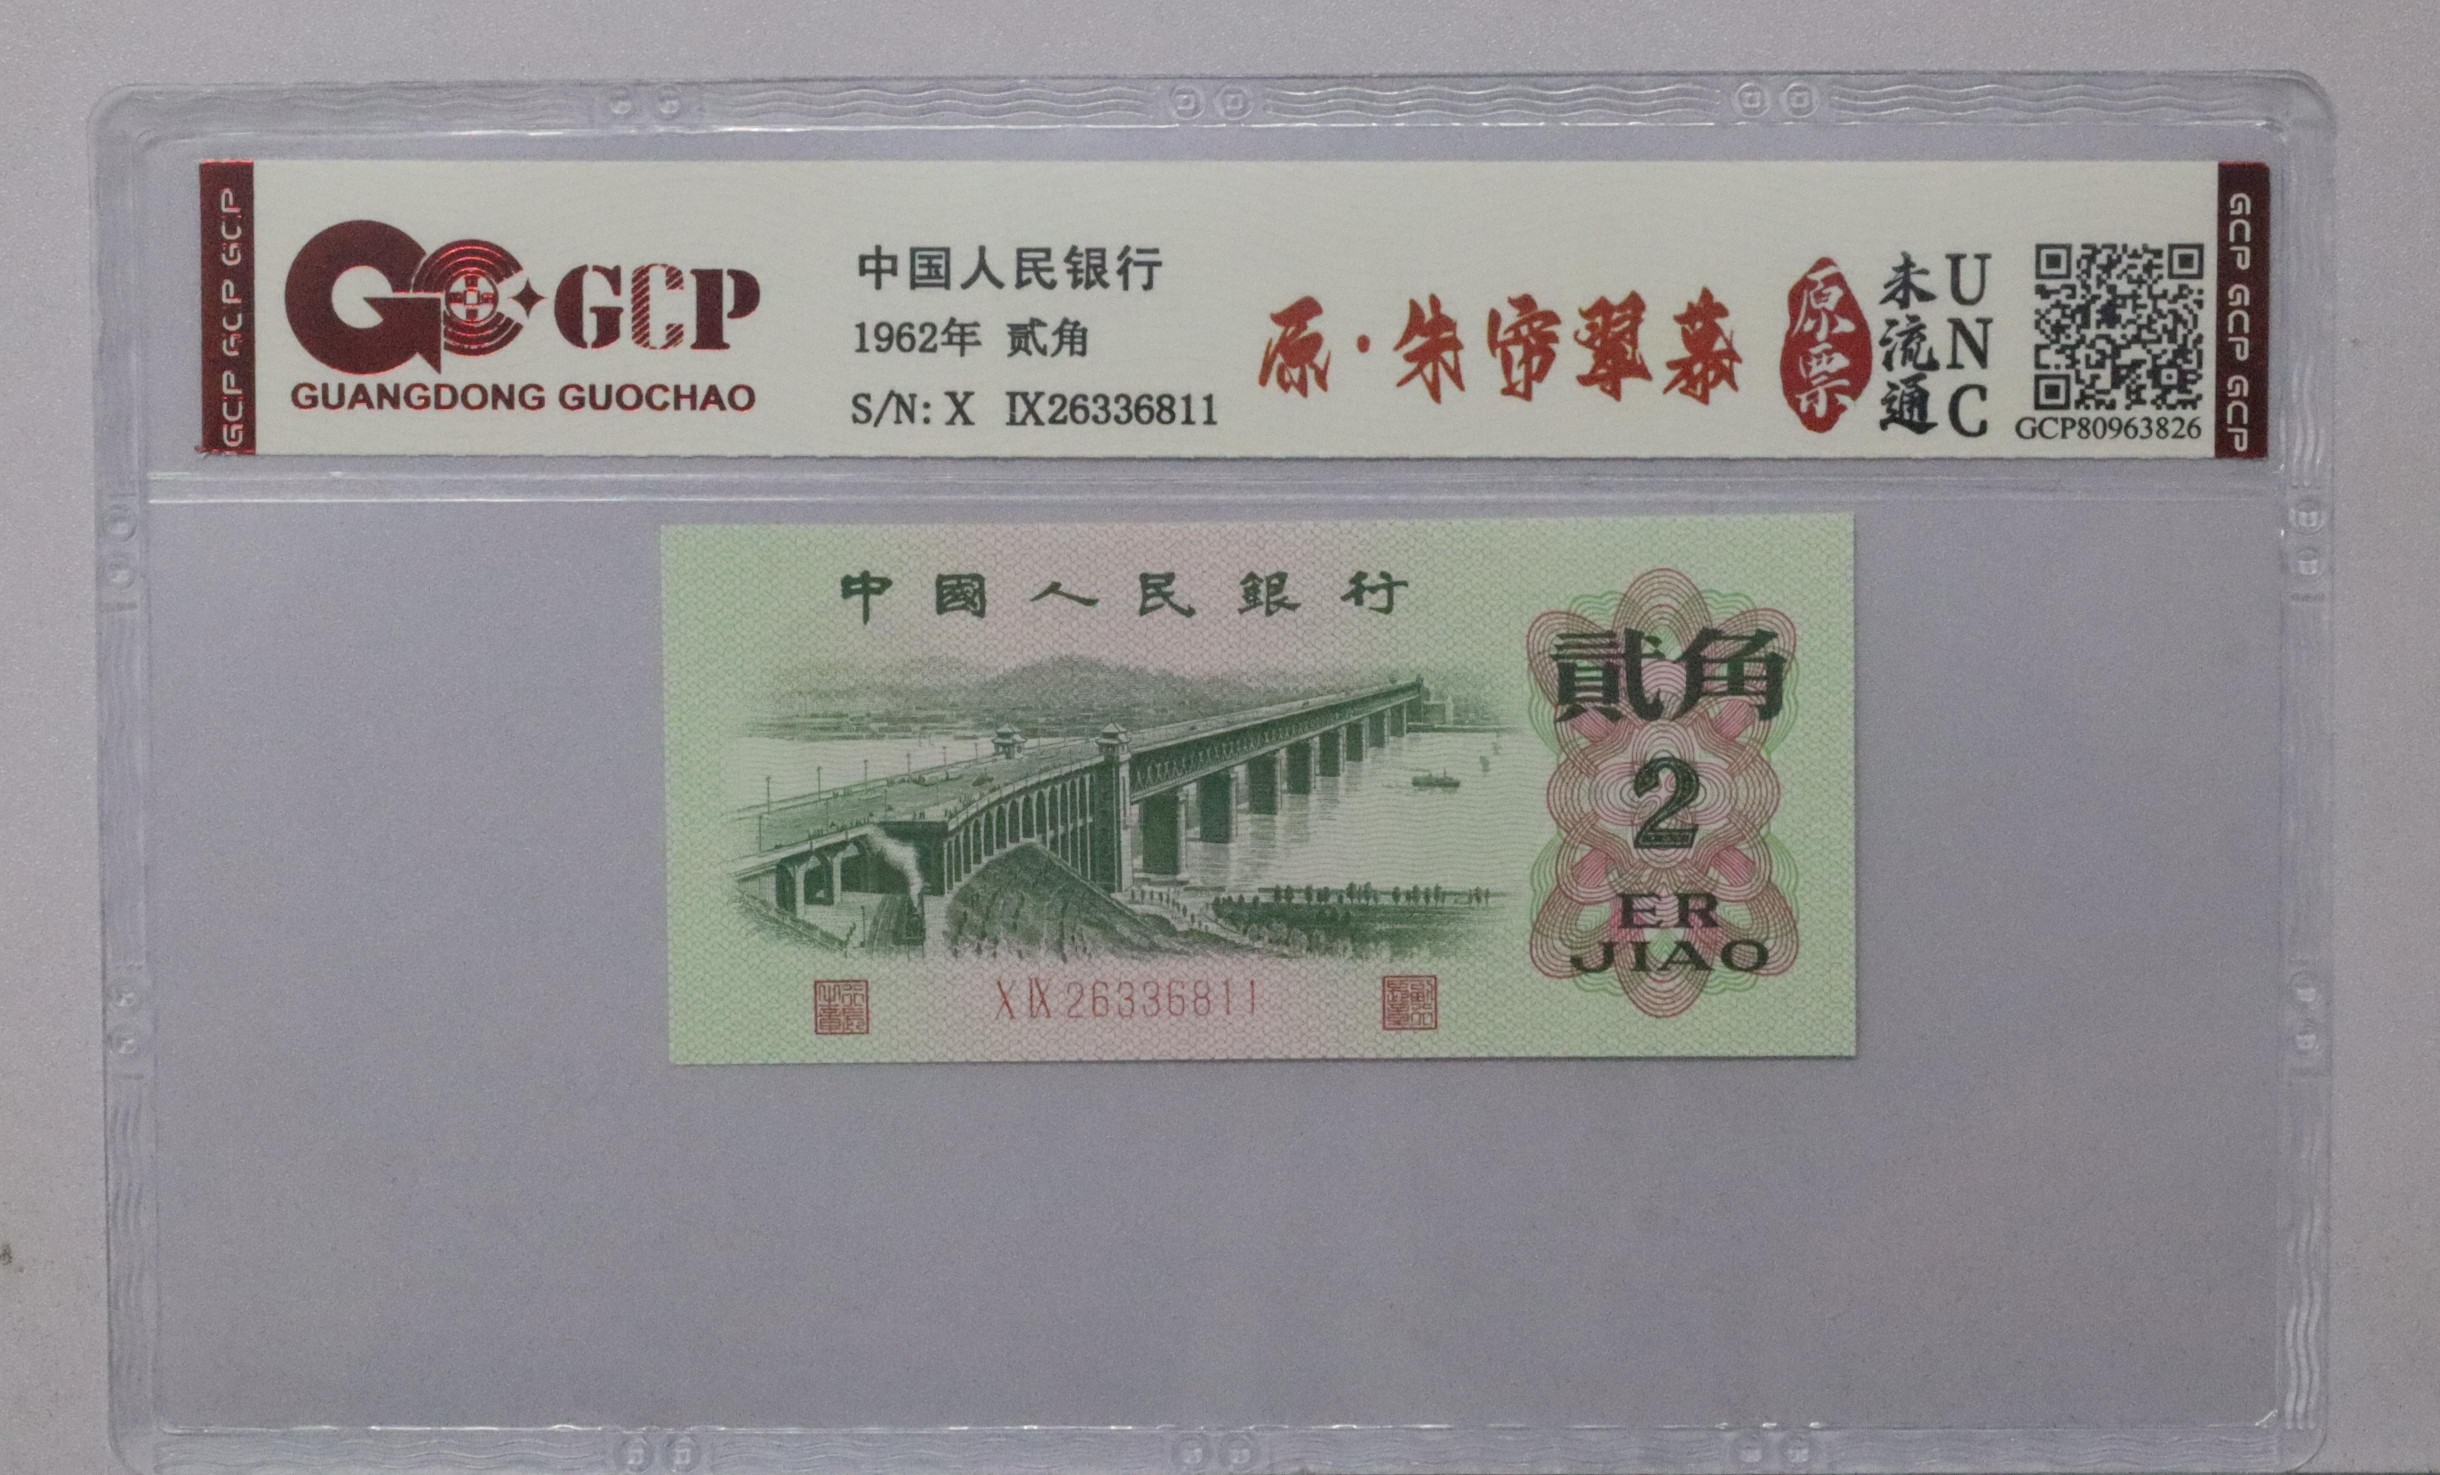 GCP GCP GCP
GCP
GUANGDONG GUOCHAO
中国人民银行
1962年 贰角
S/N: X Ⅸ26336811
原·朱帘翠幕
原票
未流通
UNC
GCP80963826
GCP GCP GCP
中國人民銀行
貳角
2
ER
JIAO
X Ⅸ 26336811